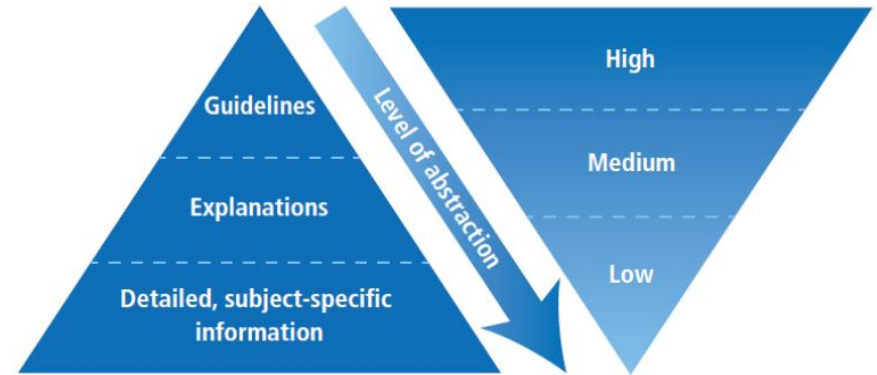 Guidelines
Explanations
Detailed, subject-specific
information
Level of abstraction
High
Medium
Low